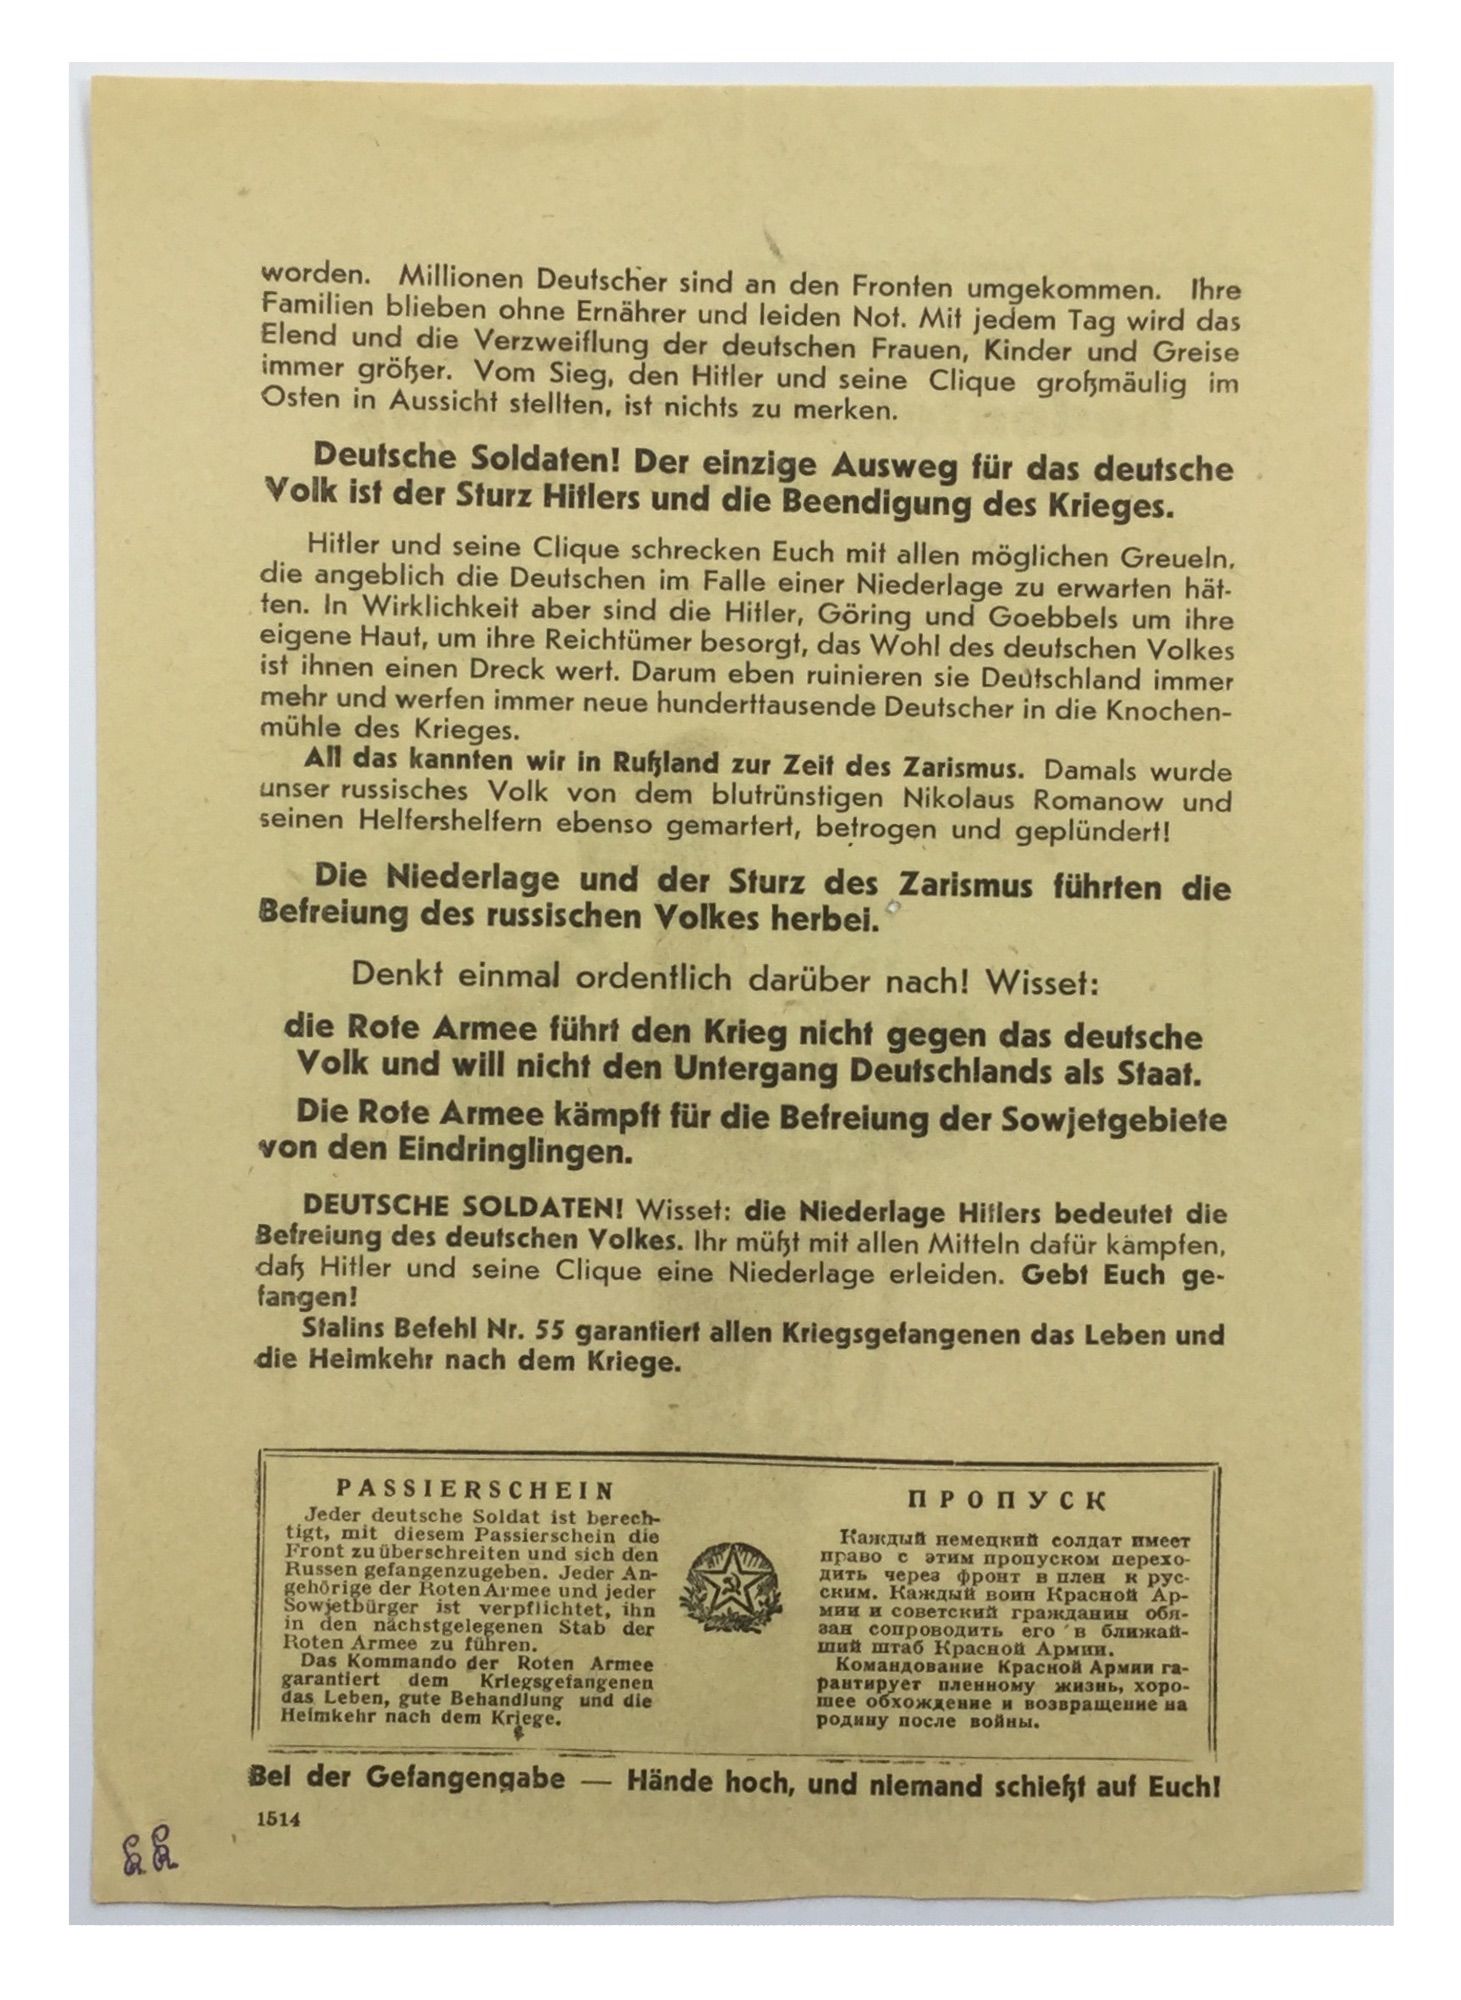 worden. Millionen Deutscher sind an den Fronten umgekommen. Ihre
Familien blieben ohne Ernährer und leiden Not. Mit jedem Tag wird das
Elend und die Verzweiflung der deutschen Frauen, Kinder und Greise
immer größer. Vom Sieg, den Hitler und seine Clique großmäulig im
Osten in Aussicht stellten, ist nichts zu merken.
Deutsche Soldaten! Der einzige Ausweg für das deutsche
Volk ist der Sturz Hitlers und die Beendigung des Krieges.
Hitler und seine Clique schrecken Euch mit allen möglichen Greueln,
die angeblich die Deutschen im Falle einer Niederlage zu erwarten hät-
ten. In Wirklichkeit aber sind die Hitler, Göring und Goebbels um ihre
eigene Haut, um ihre Reichtümer besorgt, das Wohl des deutschen Volkes
ist ihnen einen Dreck wert. Darum eben ruinieren sie Deutschland immer
mehr und werfen immer neue hunderttausende Deutscher in die Knochen-
mühle des Krieges.
All das kannten wir in Rußland zur Zeit des Zarismus. Damals wurde
unser russisches Volk von dem blutrünstigen Nikolaus Romanow und
seinen Helfershelfern ebenso gemartert, betrogen und geplündert!
Die Niederlage und der Sturz des Zarismus führten die
Befreiung des russischen Volkes herbei.
Denkt einmal ordentlich darüber nach! Wisset:
die Rote Armee führt den Krieg nicht gegen das deutsche
Volk und will nicht den Untergang Deutschlands als Staat.
Die Rote Armee kämpft für die Befreiung der Sowjetgebiete
von den Eindringlingen.
DEUTSCHE SOLDATEN! Wisset: die Niederlage Hitlers bedeutet die
Befreiung des deutschen Volkes. Ihr müßt mit allen Mitteln dafür kämpfen,
daß Hitler und seine Clique eine Niederlage erleiden. Gebt Euch ge-
fangen!
Stalins Befehl Nr. 55 garantiert allen Kriegsgefangenen das Leben und
die Heimkehr nach dem Kriege.
PASSIERSCHEIN
Jeder deutsche Soldat ist berech-
tigt, mit diesem Passierschein die
Front zu überschreiten und sich den
Russen gefangenzugeben. Jeder An-
gehörige der Roten Armee und jeder
Sowjetbürger ist verpflichtet, ihn
in den nächstgelegenen Stab der
Roten Armee zu führen.
Das Kommando der Roten Armee
garantiert dem Kriegsgefangenen
das Leben, gute Behandlung und die
Heimkehr nach dem Kriege.
ПРОПУСК
Каждый немецкий солдат имеет
право с этим пропуском перехо-
дить через фронт в плен к рус-
ским. Каждый воин Красной Ар-
мии и советский гражданин обя-
зан сопроводить его в ближай-
ший штаб Красной Армии.
Командование Красной Армии га-
рантирует пленному жизнь, хоро-
шее обхождение и возвращение на
родину после войны.
Bei der Gefangengabe — Hände hoch, und niemand schießt auf Euch!
1514